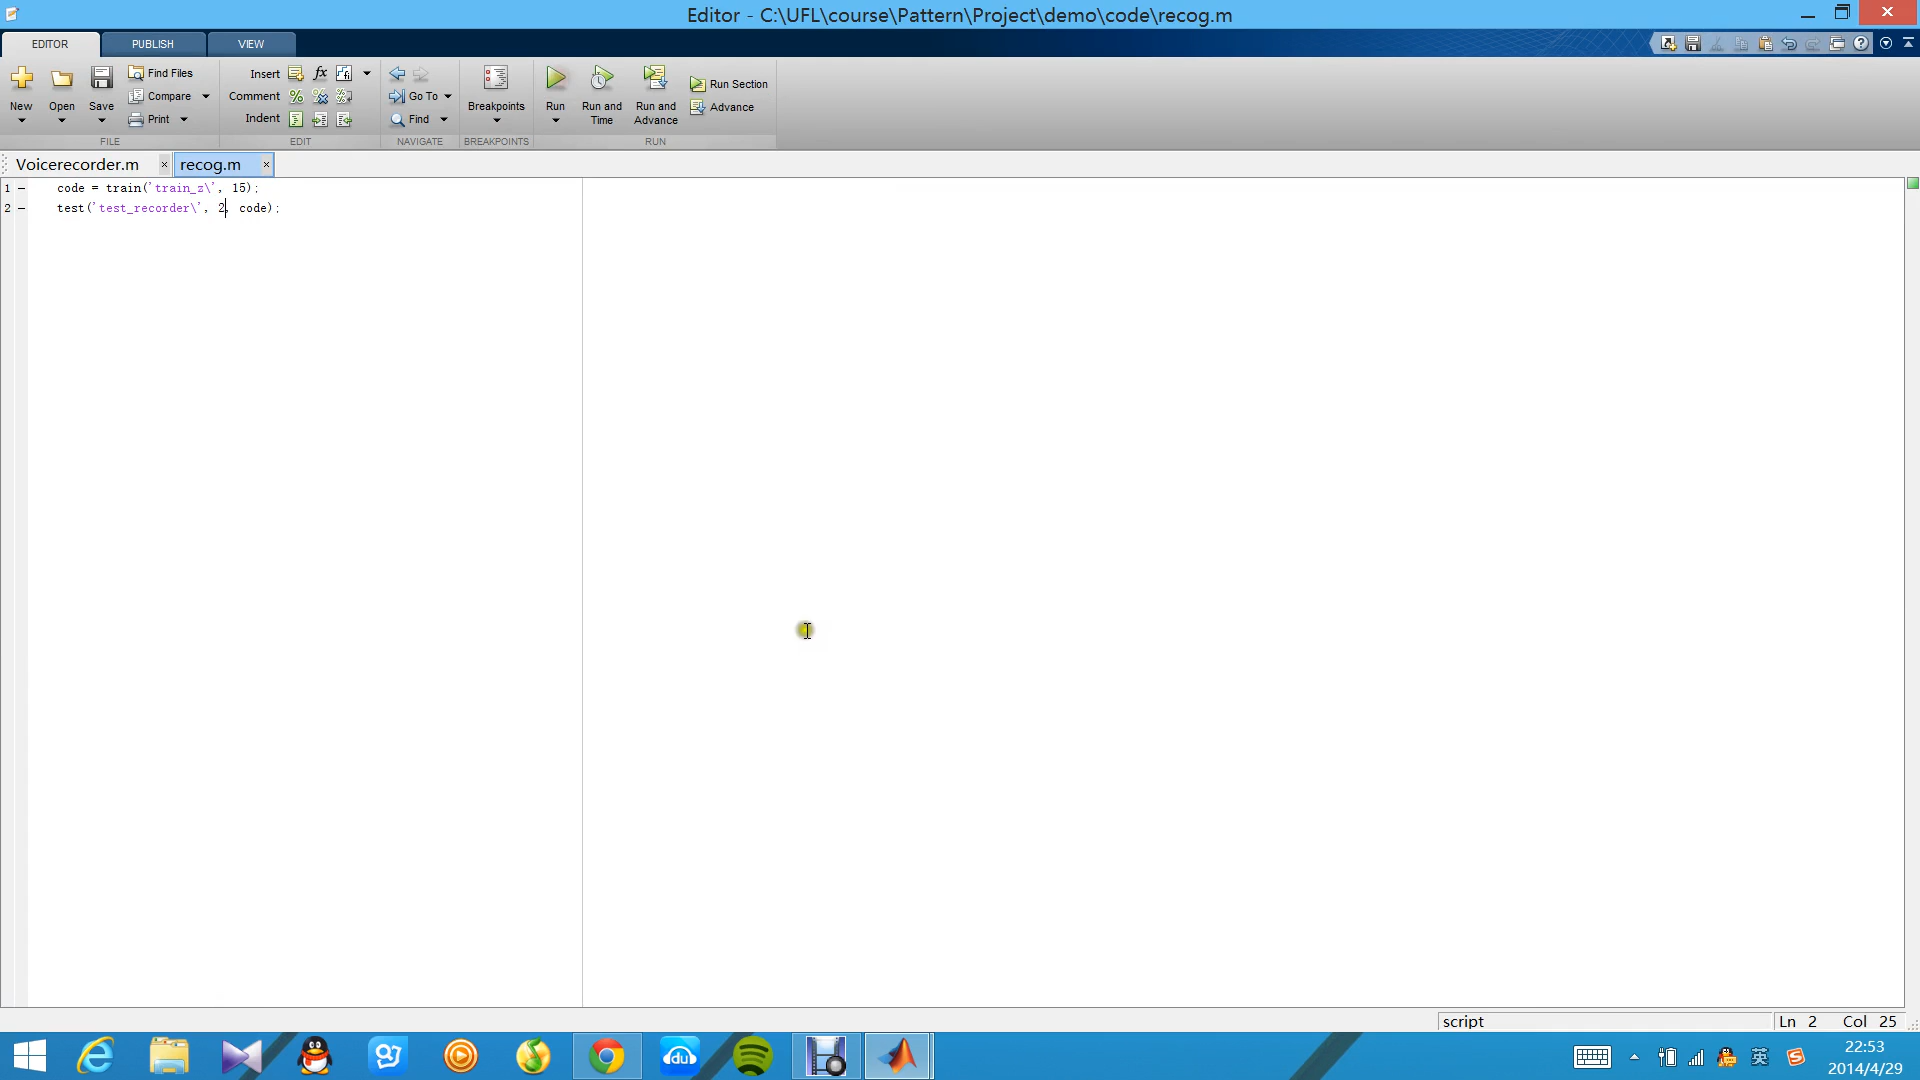 Editor - C:\UFL\course\Pattern\Project\demo\code\recog.m
EDITOR PUBLISH VIEW
New
Open
Save
Find Files
Compare
Print
FILE
Insert
Comment
Indent
fx
EDIT
Go To
Find
NAVIGATE
Breakpoints
BREAKPOINTS
Run
Run and Time
Run and Advance
Run Section
Advance
RUN
Voicerecorder.m × recog.m ×
1 – code = train('train_z\', 15);
2 – test('test_recorder\', 2, code);
script Ln 2 Col 25
du
英
22:53
2014/4/29